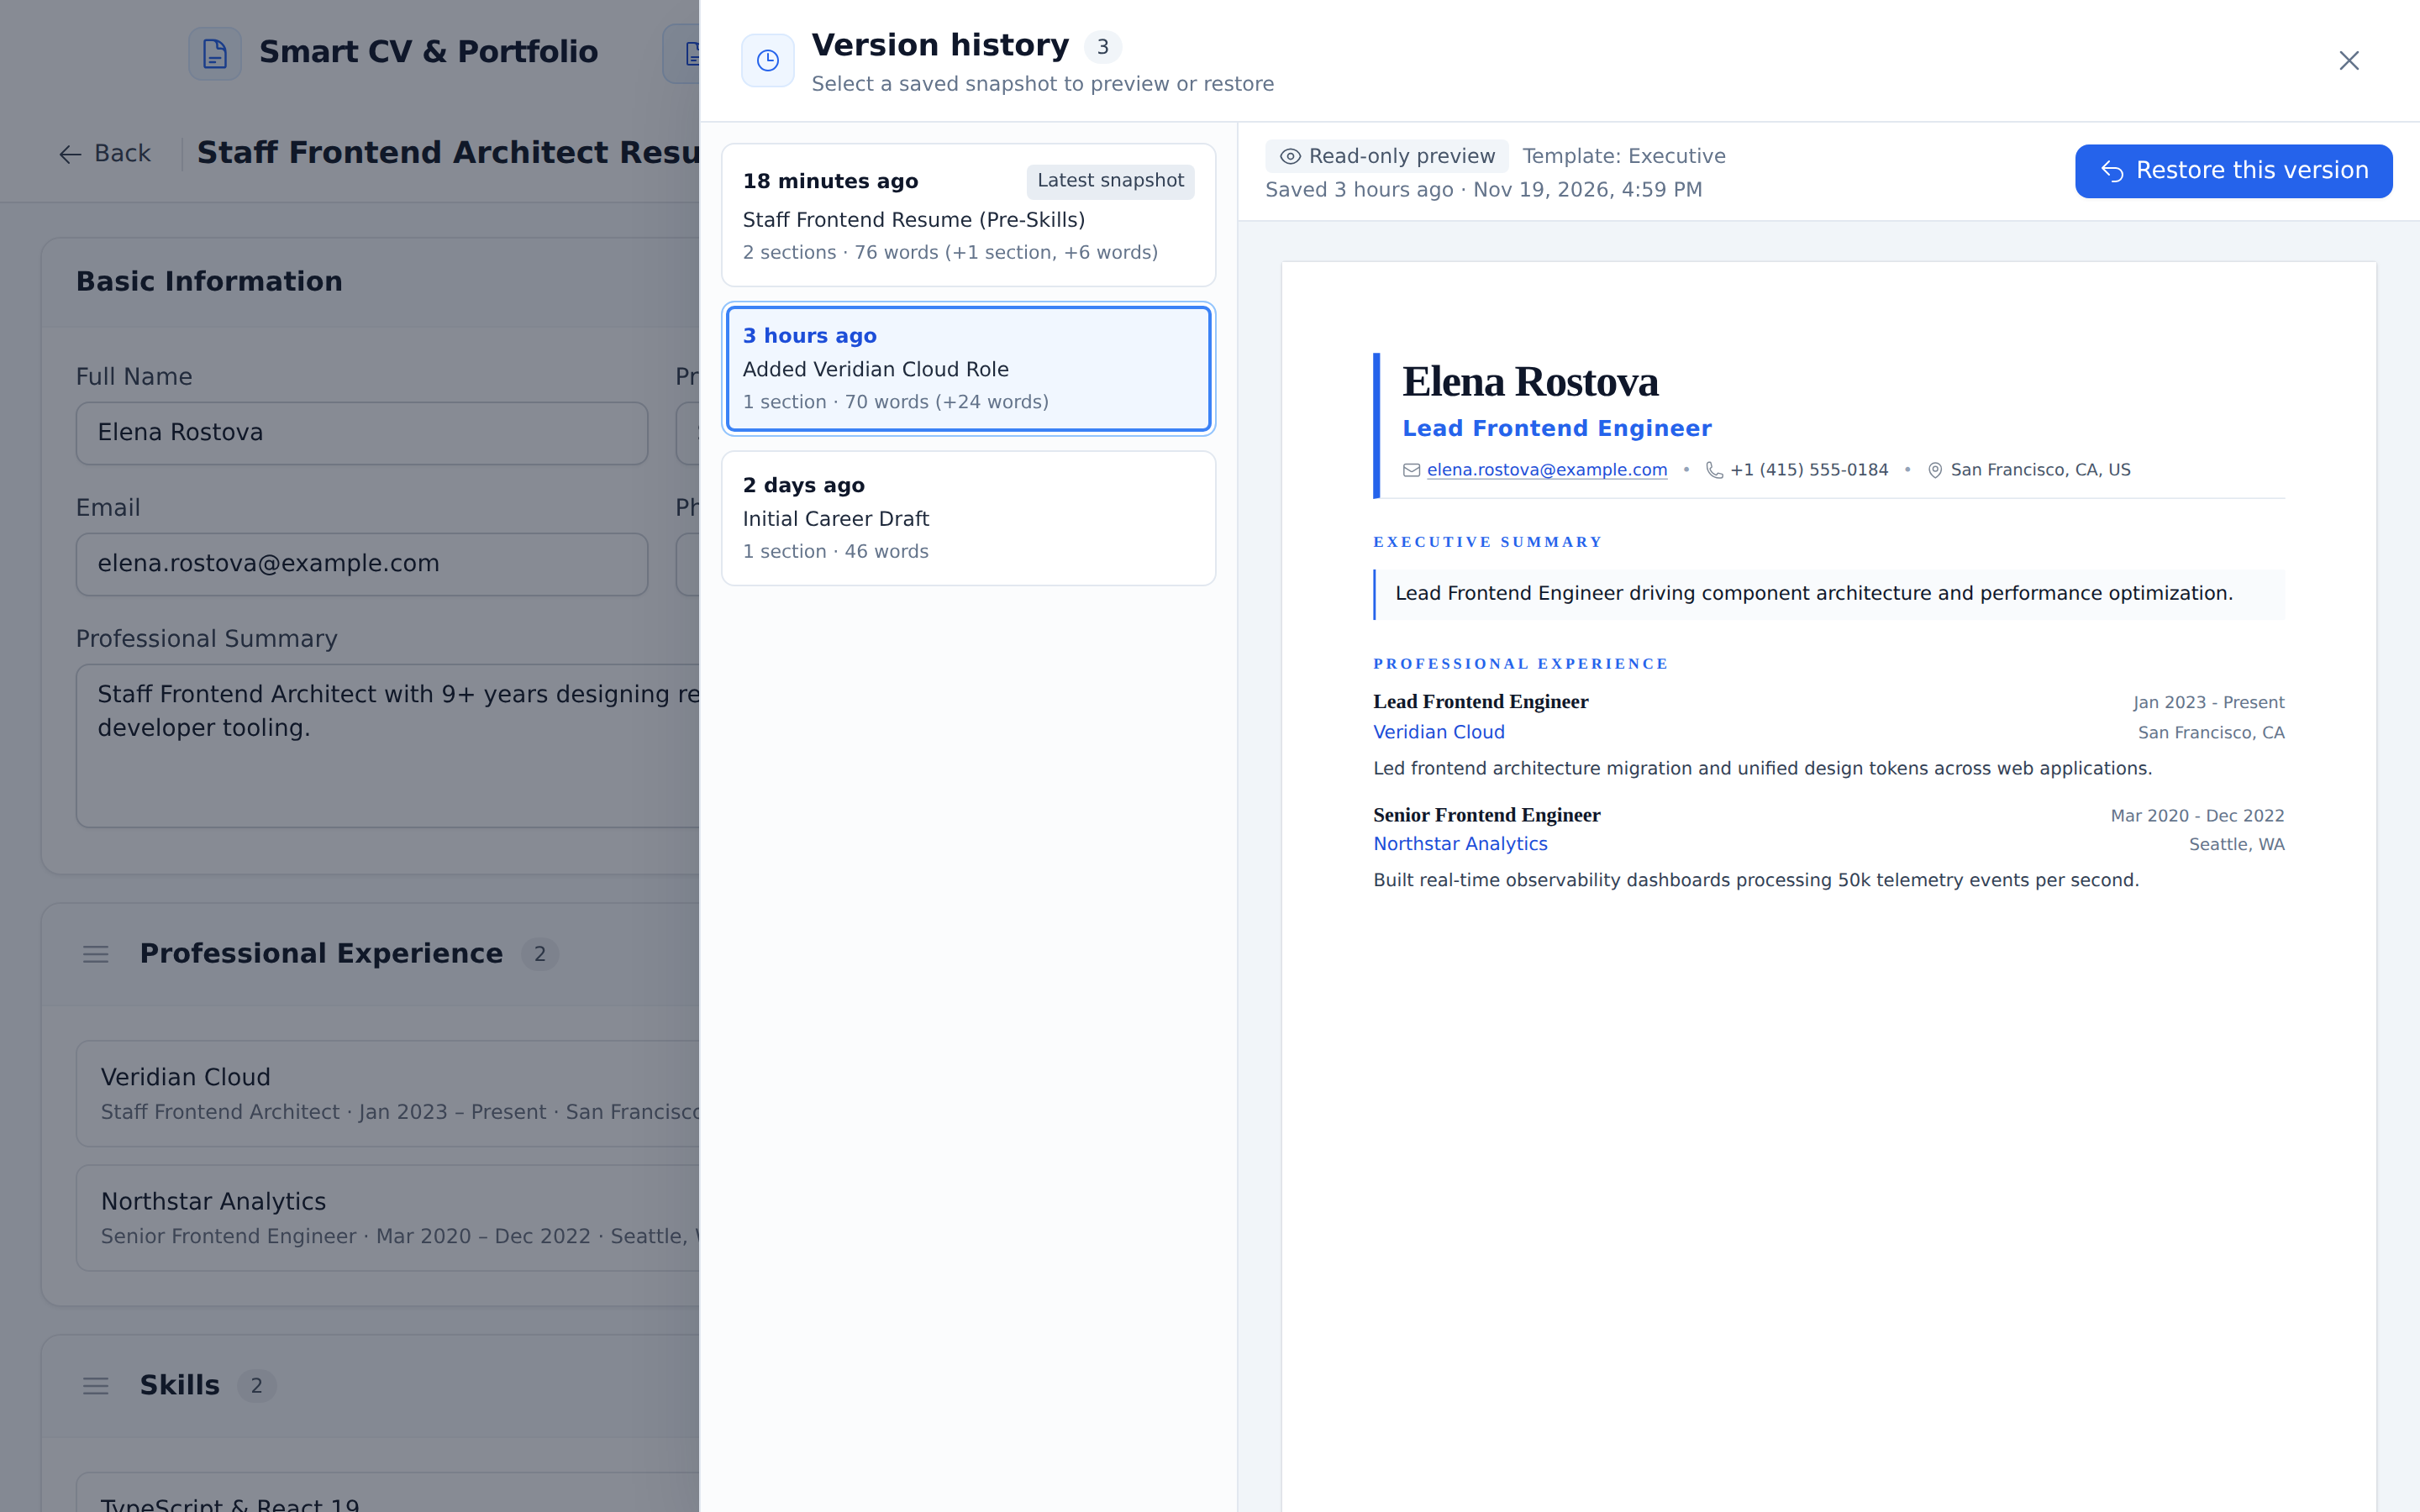 Smart CV & Portfolio
Back
Staff Frontend Architect Resu
Basic Information
Full Name
Elena Rostova
Email
elena.rostova@example.com
Professional Summary
Staff Frontend Architect with 9+ years designing re
developer tooling.
Professional Experience 2
Veridian Cloud
Staff Frontend Architect · Jan 2023 – Present · San Francisco
Northstar Analytics
Senior Frontend Engineer · Mar 2020 – Dec 2022 · Seattle,
Skills 2
TypeScript & React 19
Version history 3
Select a saved snapshot to preview or restore
18 minutes ago Latest snapshot
Staff Frontend Resume (Pre-Skills)
2 sections · 76 words (+1 section, +6 words)
3 hours ago
Added Veridian Cloud Role
1 section · 70 words (+24 words)
2 days ago
Initial Career Draft
1 section · 46 words
Read-only preview Template: Executive
Saved 3 hours ago · Nov 19, 2026, 4:59 PM
Restore this version
Elena Rostova
Lead Frontend Engineer
elena.rostova@example.com • +1 (415) 555-0184 • San Francisco, CA, US
EXECUTIVE SUMMARY
Lead Frontend Engineer driving component architecture and performance optimization.
PROFESSIONAL EXPERIENCE
Lead Frontend Engineer Jan 2023 - Present
Veridian Cloud San Francisco, CA
Led frontend architecture migration and unified design tokens across web applications.
Senior Frontend Engineer Mar 2020 - Dec 2022
Northstar Analytics Seattle, WA
Built real-time observability dashboards processing 50k telemetry events per second.